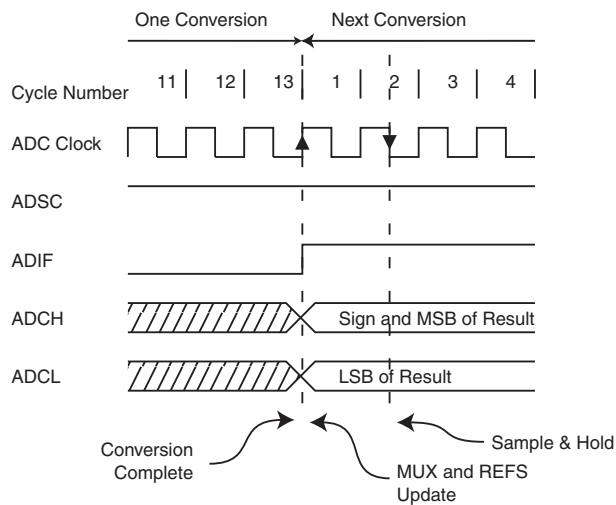 One Conversion Next Conversion
Cycle Number 11 12 13 1 2 3 4
ADC Clock
ADSC
ADIF
ADCH Sign and MSB of Result
ADCL LSB of Result
Conversion
Complete
MUX and REFS
Update
Sample & Hold